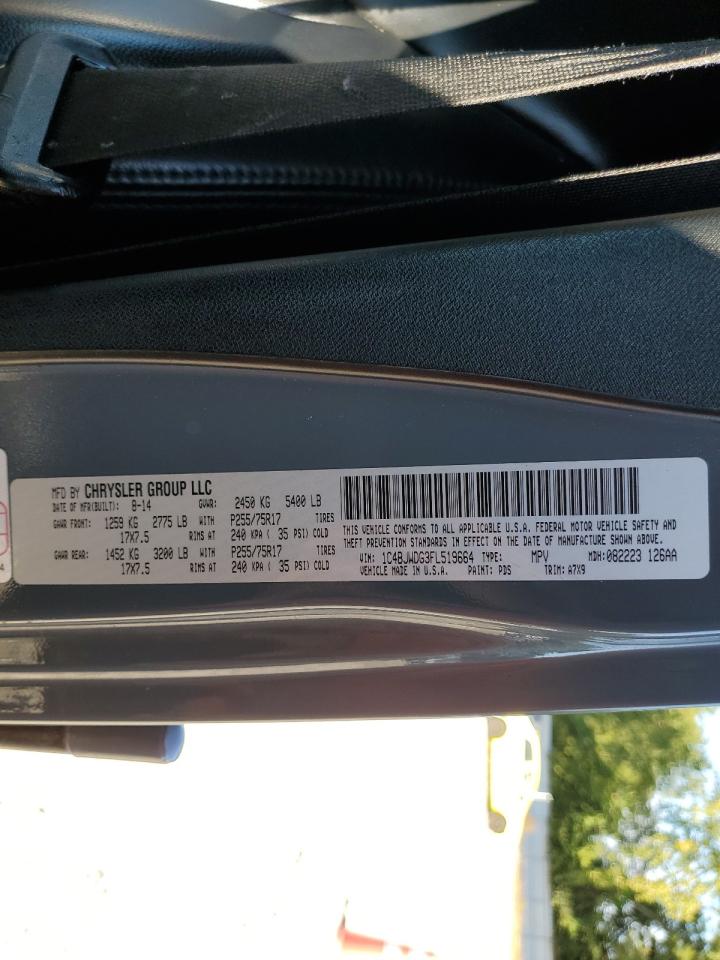 MFD BY CHRYSLER GROUP LLC
DATE OF MFR(BUILT): 8-14 GVWR: 2450 KG 5400 LB
GAWR FRONT: 1259 KG 2775 LB WITH P255/75R17 TIRES
17X7.5 RIMS AT 240 KPA ( 35 PSI) COLD
GAWR REAR: 1452 KG 3200 LB WITH P255/75R17 TIRES
17X7.5 RIMS AT 240 KPA ( 35 PSI) COLD
THIS VEHICLE CONFORMS TO ALL APPLICABLE U.S.A. FEDERAL MOTOR VEHICLE SAFETY AND
THEFT PREVENTION STANDARDS IN EFFECT ON THE DATE OF MANUFACTURE SHOWN ABOVE.
VIN: 1C4BJWDG3FL519664 TYPE: MPV MDH: 082223 126AA
VEHICLE MADE IN U.S.A. PAINT: PDS TRIM: A7X9
4